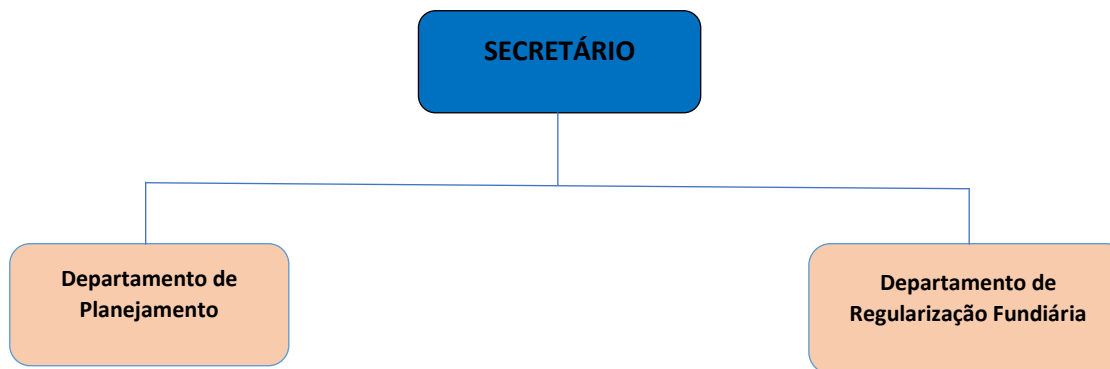 SECRETÁRIO
Departamento de
Planejamento
Departamento de
Regularização Fundiária